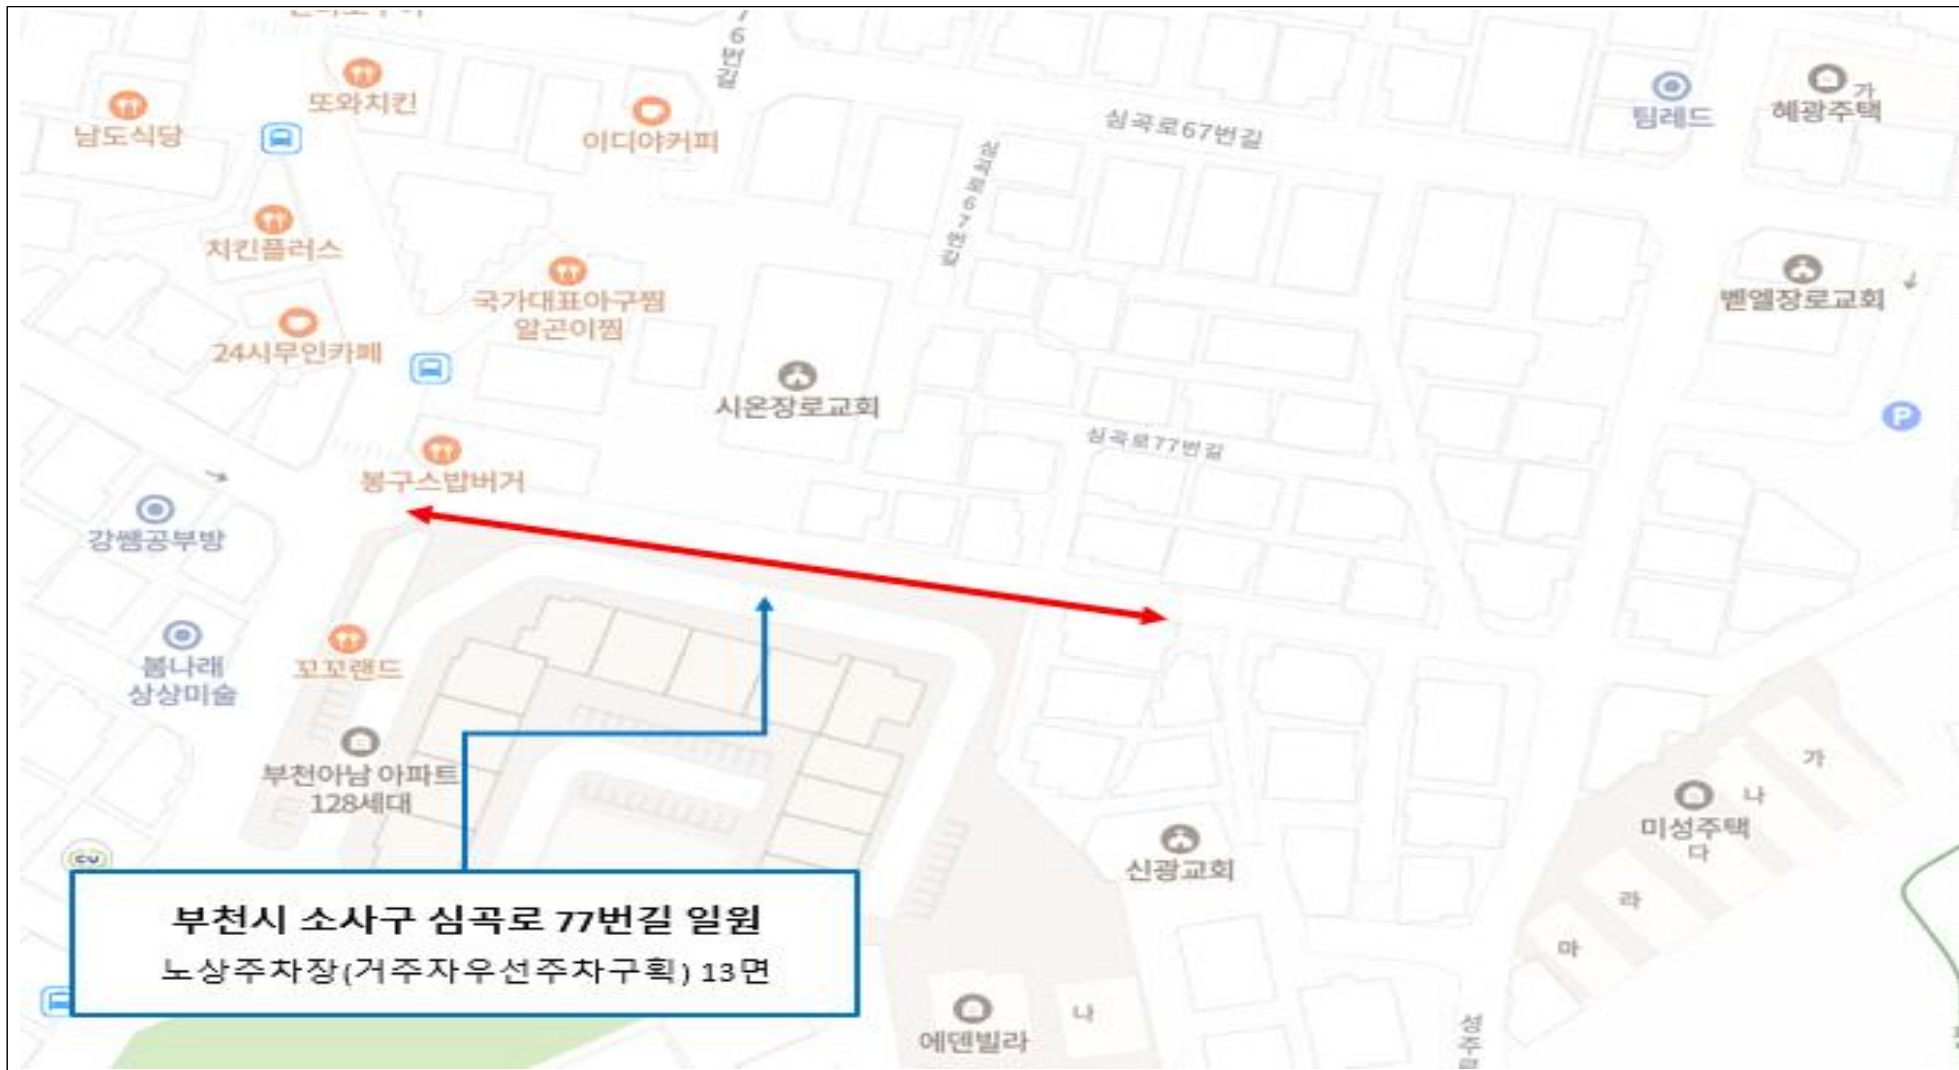 76번길
또와치킨
남도식당
이디야커피
심곡로67번길
심곡로67번길
팀레드
가
혜광주택
치킨플러스
국가대표아구찜
알곤이찜
24시무인카페
벧엘장로교회
시온장로교회
P
심곡로77번길
봉구스밥버거
강쌤공부방
봄나래
상상미술
꼬꼬랜드
부천아남 아파트
128세대
가
나
미성주택
다
신광교회
라
마
CU
부천시 소사구 심곡로 77번길 일원
노상주차장(거주자우선주차구획) 13면
에덴빌라
나
성주로